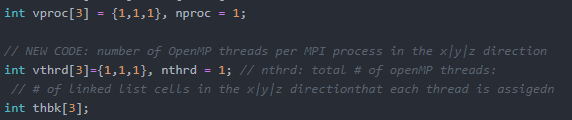 int vproc[3] = {1,1,1}, nproc = 1;
// NEW CODE: number of OpenMP threads per MPI process in the x|y|z direction
int vthrd[3]={1,1,1}, nthrd = 1; // nthrd: total # of openMP threads:
// # of linked list cells in the x|y|z directionthat each thread is assigedn
int thbk[3];